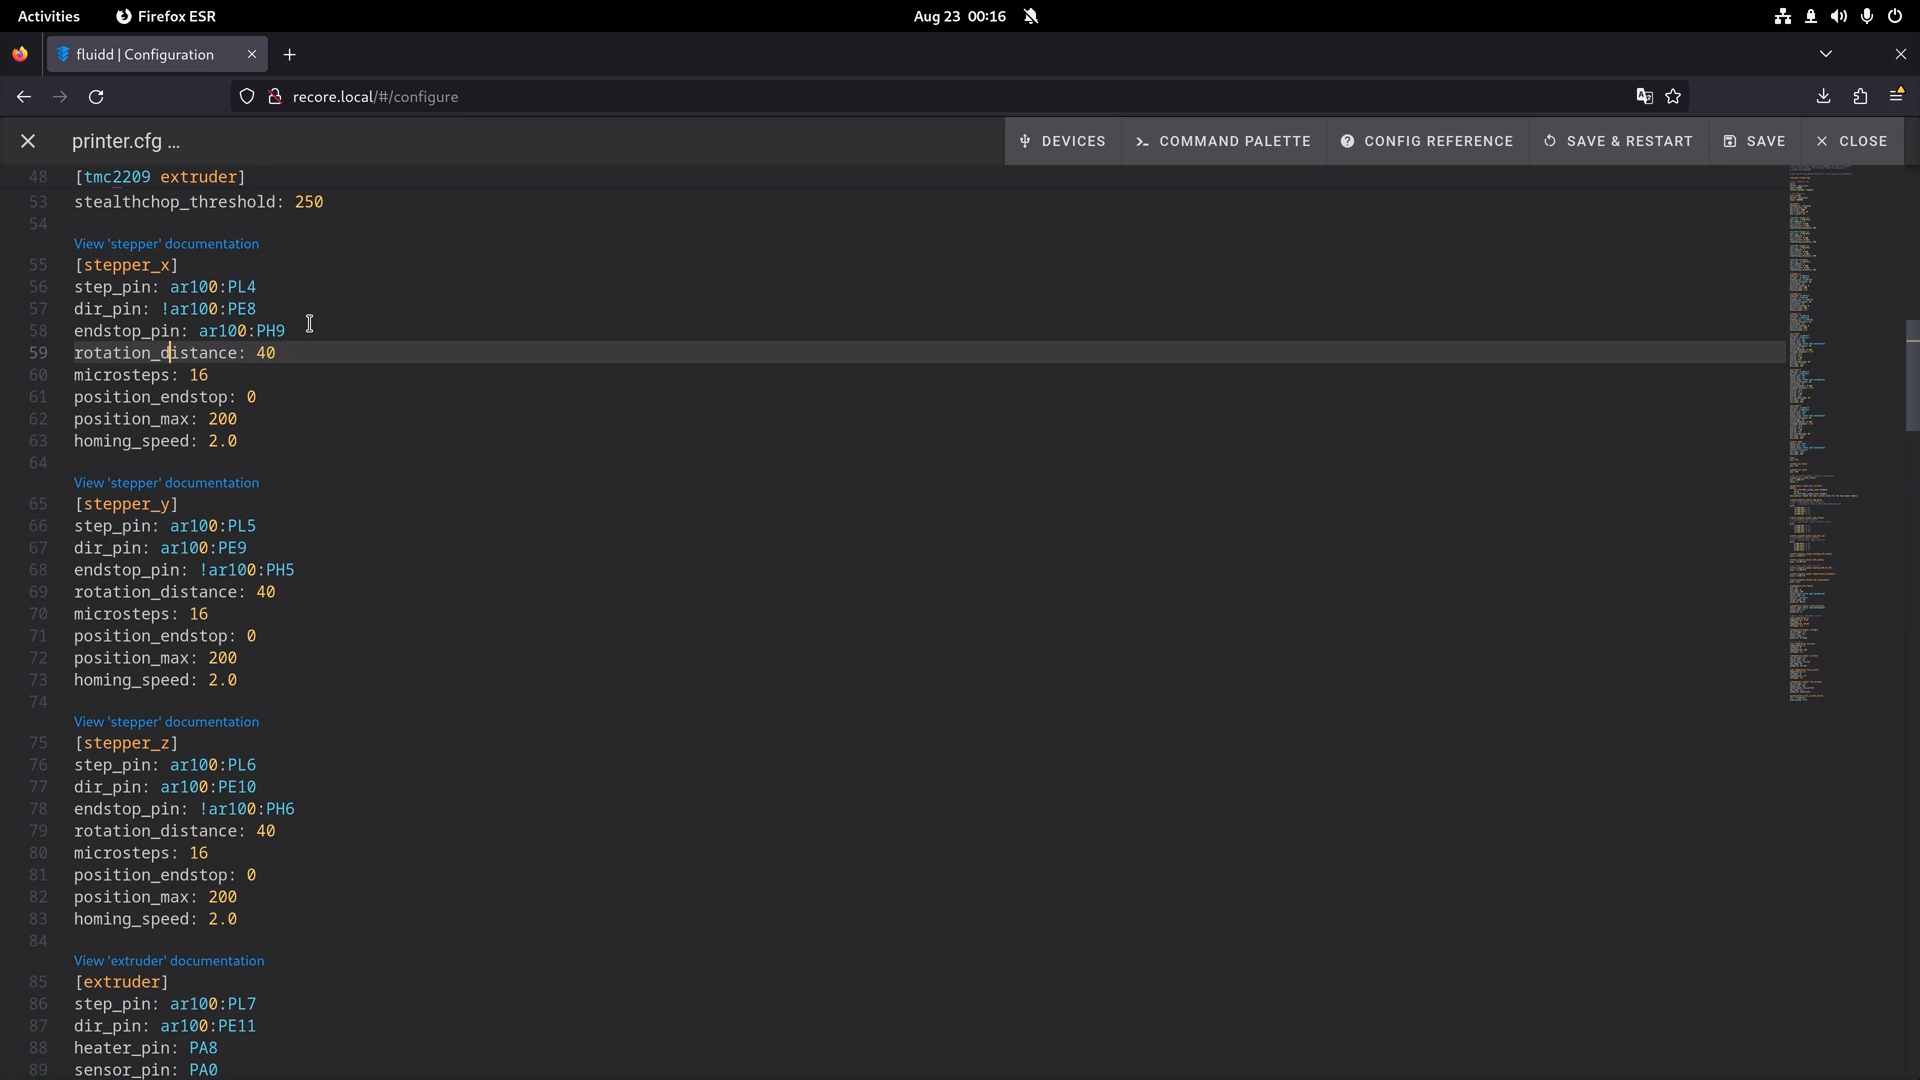 Activities
Firefox ESR
Aug 23 00:16
fluidd | Configuration
recore.local/#/configure
printer.cfg ...
DEVICES
COMMAND PALETTE
CONFIG REFERENCE
SAVE & RESTART
SAVE
CLOSE
48 [tmc2209 extruder]
53 stealthchop_threshold: 250
54
View 'stepper' documentation
55 [stepper_x]
56 step_pin: ar100:PL4
57 dir_pin: !ar100:PE8
58 endstop_pin: ar100:PH9
59 rotation_distance: 40
60 microsteps: 16
61 position_endstop: 0
62 position_max: 200
63 homing_speed: 2.0
64
View 'stepper' documentation
65 [stepper_y]
66 step_pin: ar100:PL5
67 dir_pin: ar100:PE9
68 endstop_pin: !ar100:PH5
69 rotation_distance: 40
70 microsteps: 16
71 position_endstop: 0
72 position_max: 200
73 homing_speed: 2.0
74
View 'stepper' documentation
75 [stepper_z]
76 step_pin: ar100:PL6
77 dir_pin: ar100:PE10
78 endstop_pin: !ar100:PH6
79 rotation_distance: 40
80 microsteps: 16
81 position_endstop: 0
82 position_max: 200
83 homing_speed: 2.0
84
View 'extruder' documentation
85 [extruder]
86 step_pin: ar100:PL7
87 dir_pin: ar100:PE11
88 heater_pin: PA8
89 sensor_pin: PA0